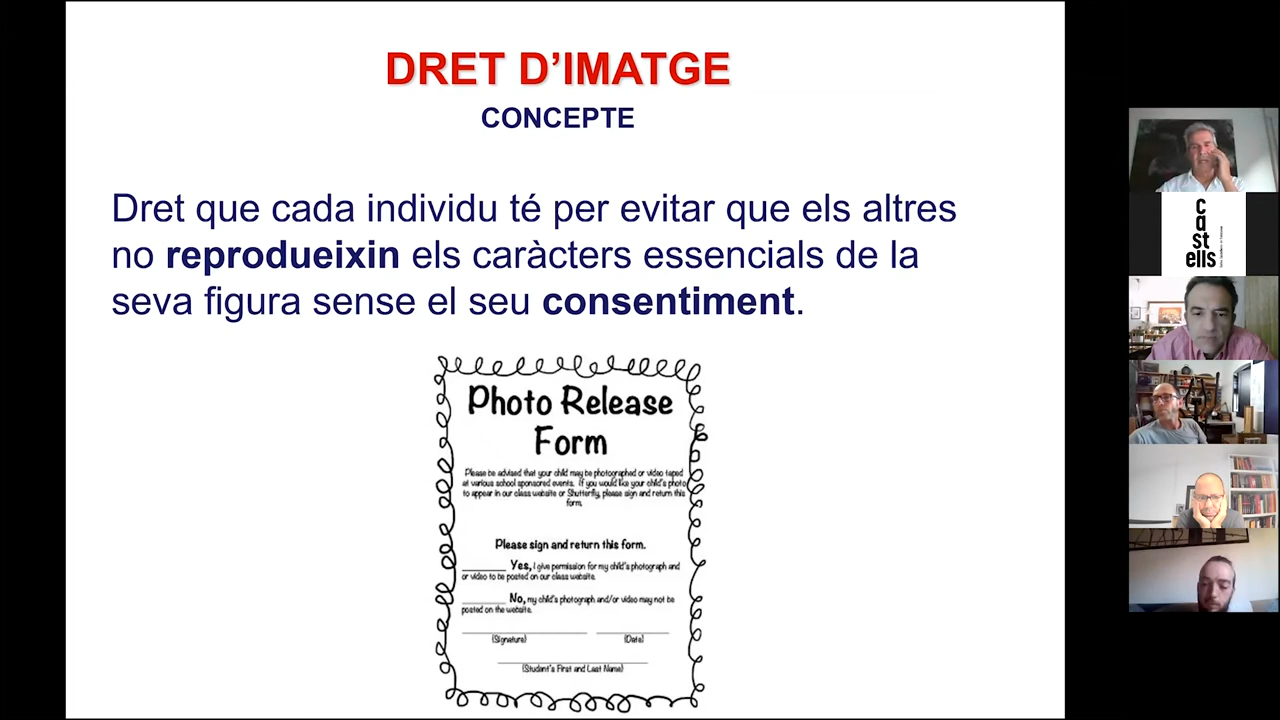 DRET D’IMATGE
CONCEPTE
Dret que cada individu té per evitar que els altres
no reprodueixin els caràcters essencials de la
seva figura sense el seu consentiment.
Photo Release
Form
Please be advised that your child may be photographed or video taped
at various school sponsored events. If you would like your child's photo
to appear in our class website or Shutterfly, please sign and return this
form.
Please sign and return this form.
Yes, I give permission for my child's photograph and
or video to be posted on our class website.
No, my child's photograph and/or video may not be
posted on the website.
(Signature) (Date)
(Student's First and Last Name)
c
a
st
ells